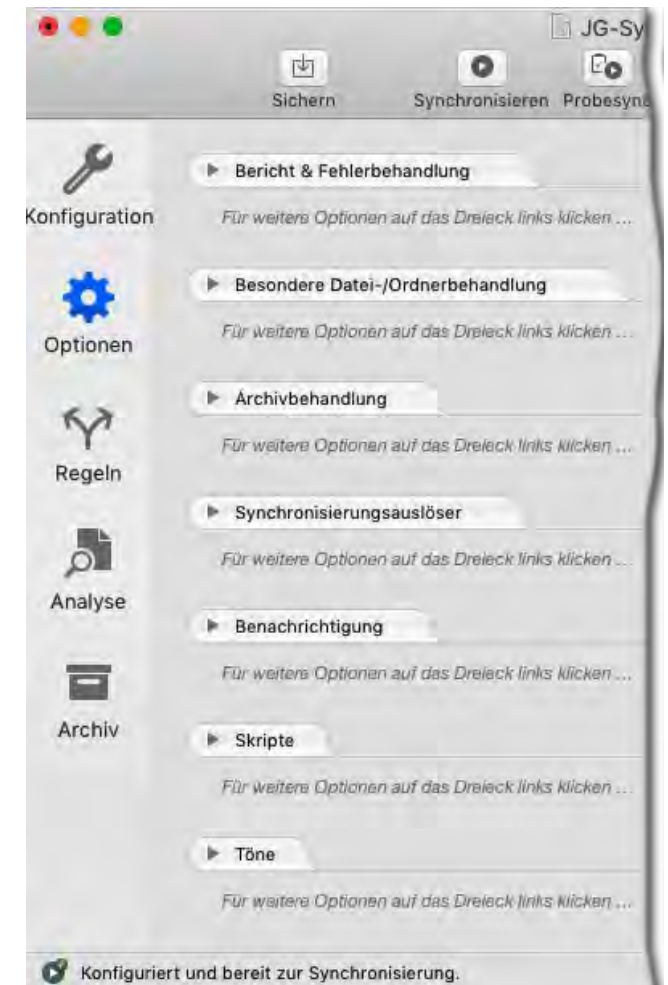 JG-Sy
Sichern Synchronisieren Probesync
Konfiguration
Optionen
Regeln
Analyse
Archiv
Bericht & Fehlerbehandlung
Für weitere Optionen auf das Dreieck links klicken ...
Besondere Datei-/Ordnerbehandlung
Für weitere Optionen auf das Dreieck links klicken ...
Archivbehandlung
Für weitere Optionen auf das Dreieck links klicken ...
Synchronisierungsauslöser
Für weitere Optionen auf das Dreieck links klicken ...
Benachrichtigung
Für weitere Optionen auf das Dreieck links klicken ...
Skripte
Für weitere Optionen auf das Dreieck links klicken ...
Töne
Für weitere Optionen auf das Dreieck links klicken ...
Konfiguriert und bereit zur Synchronisierung.